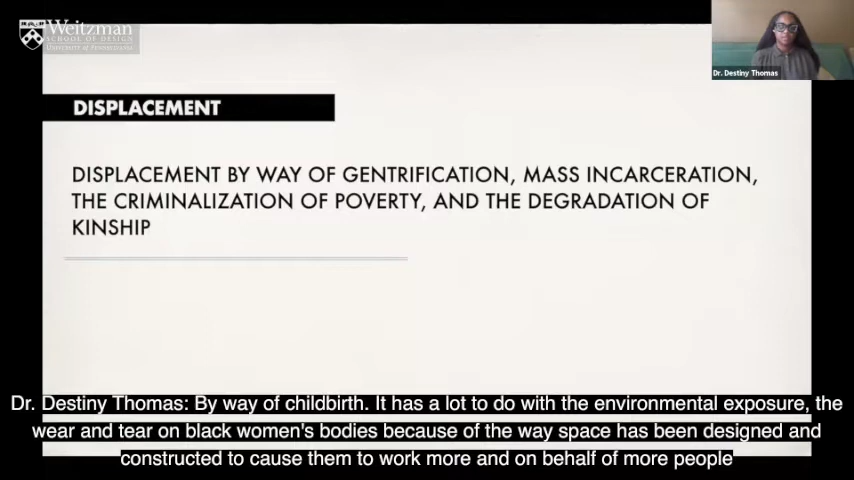 Weitzman
SCHOOL OF DESIGN
UNIVERSITY of PENNSYLVANIA
Dr. Destiny Thomas
DISPLACEMENT
DISPLACEMENT BY WAY OF GENTRIFICATION, MASS INCARCERATION,
THE CRIMINALIZATION OF POVERTY, AND THE DEGRADATION OF
KINSHIP
Dr. Destiny Thomas: By way of childbirth. It has a lot to do with the environmental exposure, the
wear and tear on black women's bodies because of the way space has been designed and
constructed to cause them to work more and on behalf of more people